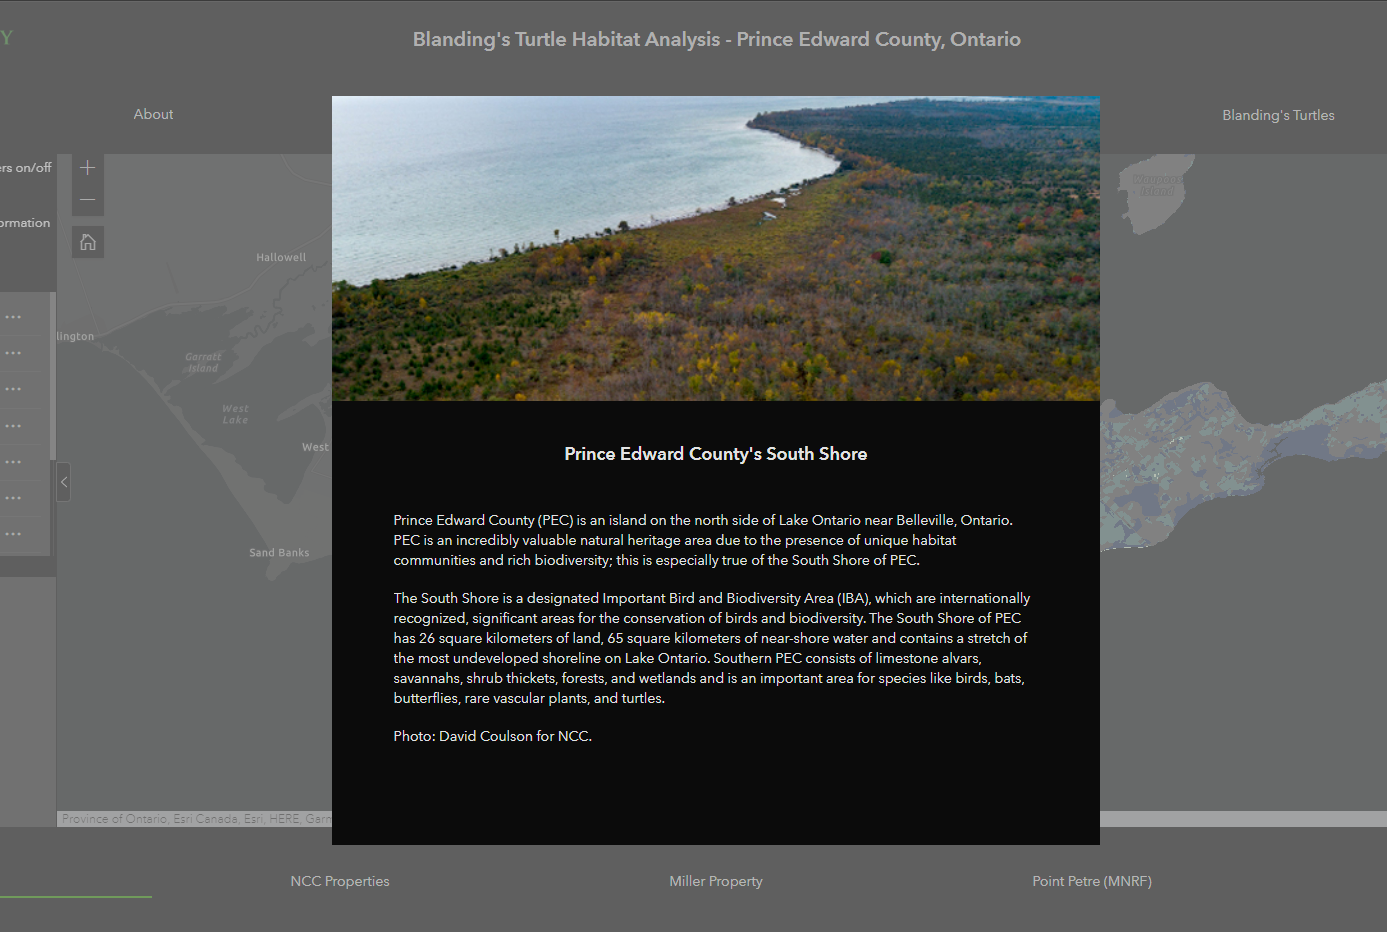 Y
Blanding's Turtle Habitat Analysis - Prince Edward County, Ontario
About
Blanding's Turtles
ers on/off
ormation
Hallowell
lington
Garratt
Island
West
Lake
West
Sand Banks
Waupoos
Island
Prince Edward County's South Shore
Prince Edward County (PEC) is an island on the north side of Lake Ontario near Belleville, Ontario.
PEC is an incredibly valuable natural heritage area due to the presence of unique habitat
communities and rich biodiversity; this is especially true of the South Shore of PEC.
The South Shore is a designated Important Bird and Biodiversity Area (IBA), which are internationally
recognized, significant areas for the conservation of birds and biodiversity. The South Shore of PEC
has 26 square kilometers of land, 65 square kilometers of near-shore water and contains a stretch of
the most undeveloped shoreline on Lake Ontario. Southern PEC consists of limestone alvars,
savannahs, shrub thickets, forests, and wetlands and is an important area for species like birds, bats,
butterflies, rare vascular plants, and turtles.
Photo: David Coulson for NCC.
Province of Ontario, Esri Canada, Esri, HERE, Garm
NCC Properties
Miller Property
Point Petre (MNRF)